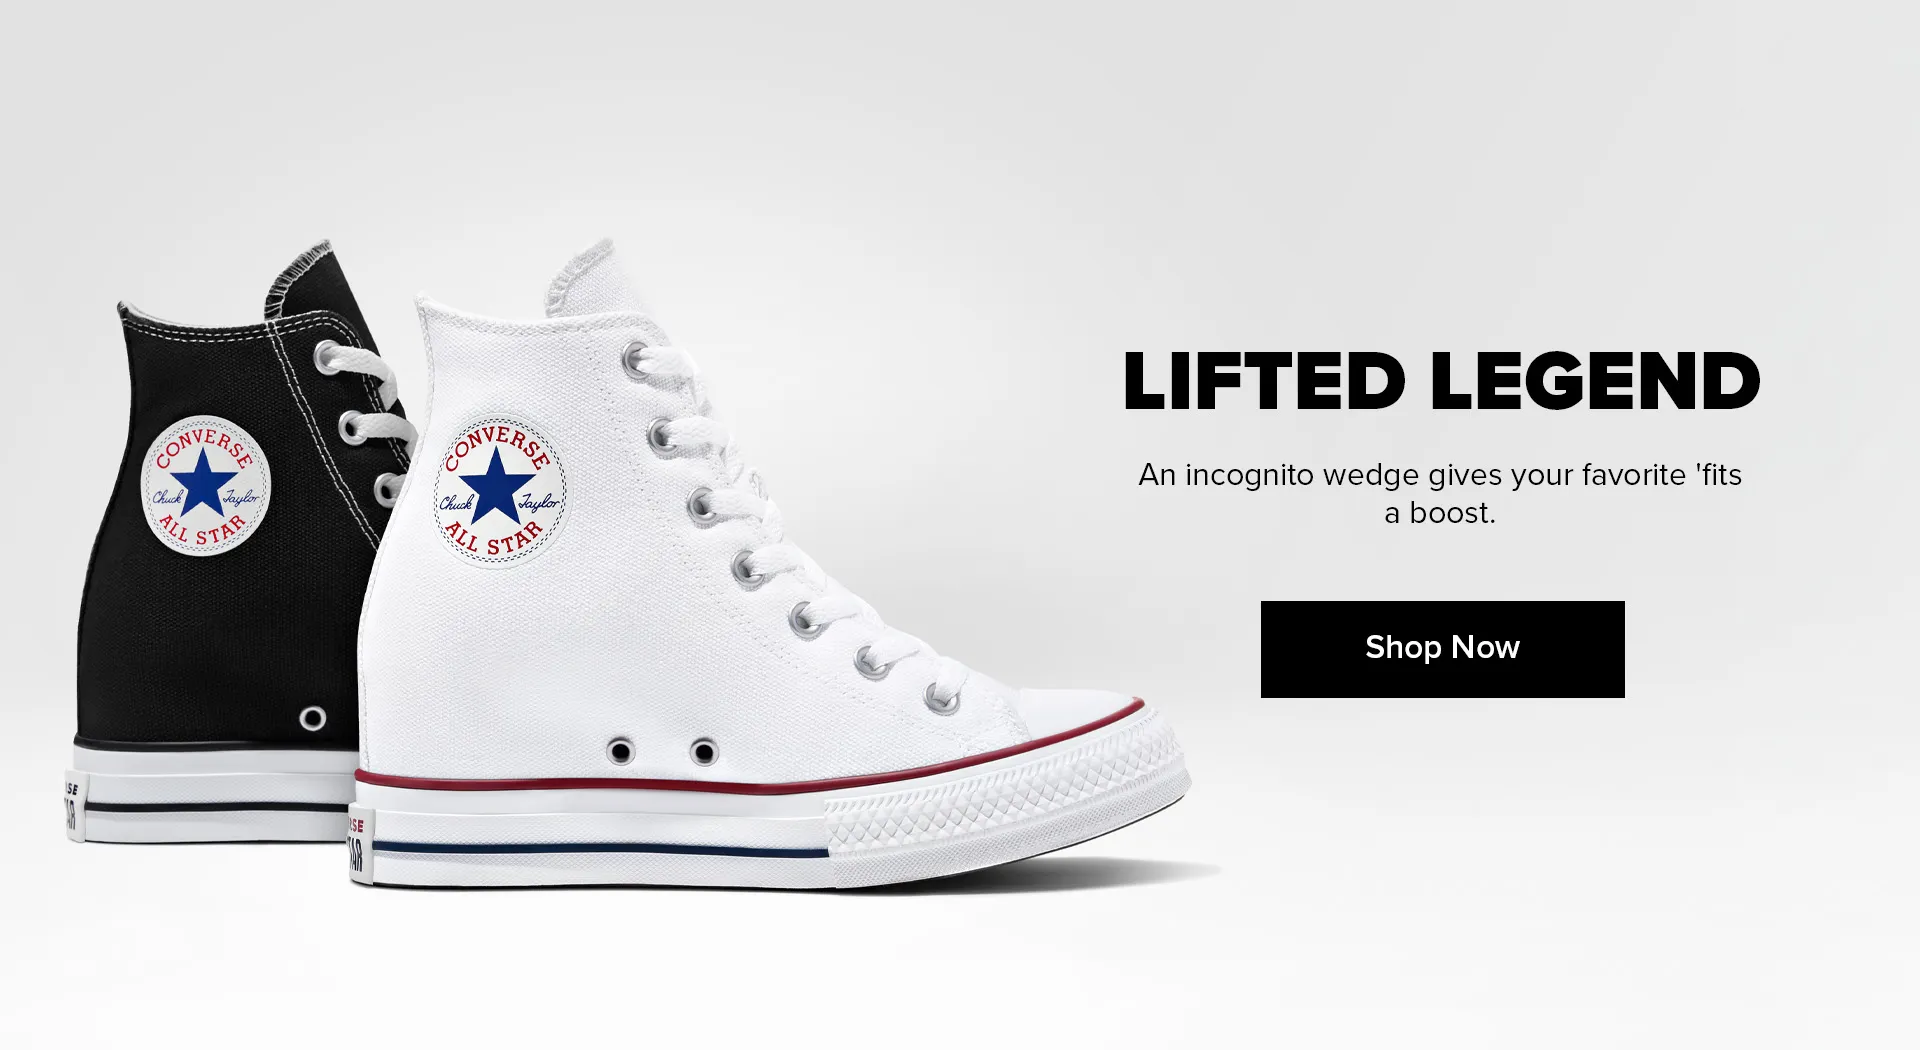 CONVERSE
Chuck Taylor
ALL STAR
CONVERSE
Chuck Taylor
ALL STAR
LIFTED LEGEND
An incognito wedge gives your favorite 'fits
a boost.
Shop Now